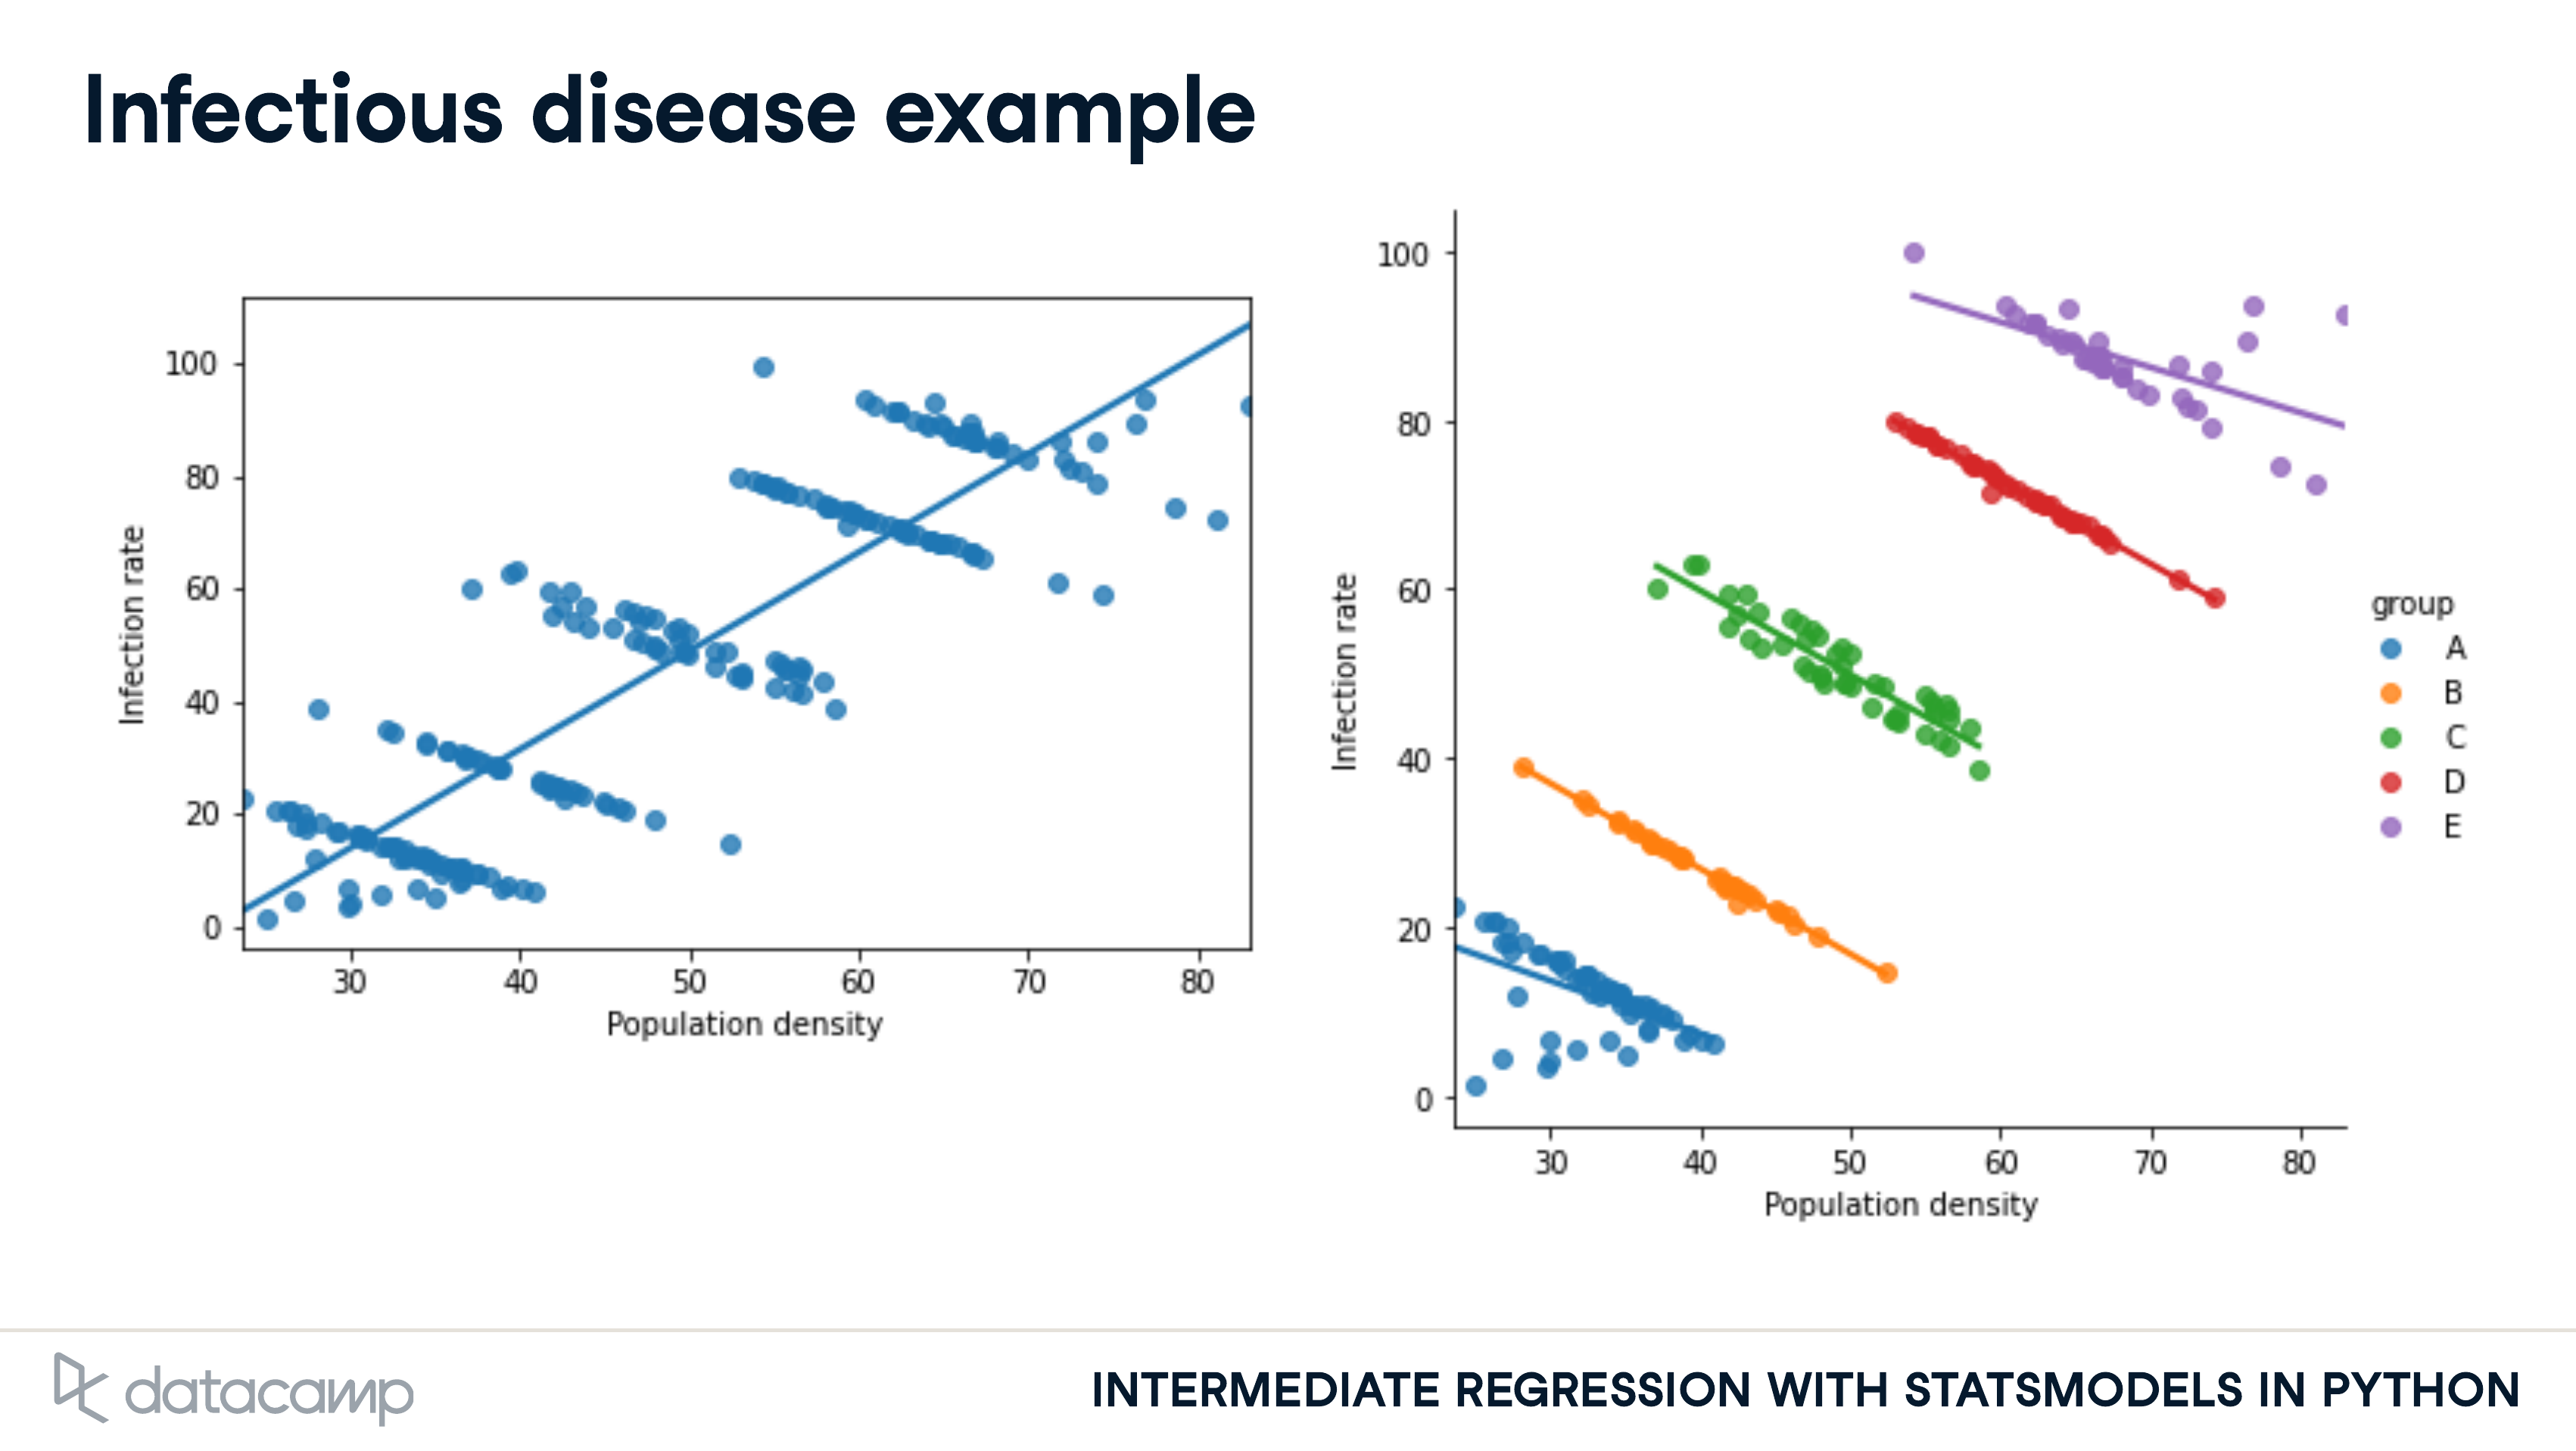 Infectious disease example
100
80
60
40
20
0
Infection rate
30 40 50 60 70 80
Population density
100
80
60
40
20
0
Infection rate
30 40 50 60 70 80
Population density
group
A
B
C
D
E
datacamp
INTERMEDIATE REGRESSION WITH STATSMODELS IN PYTHON